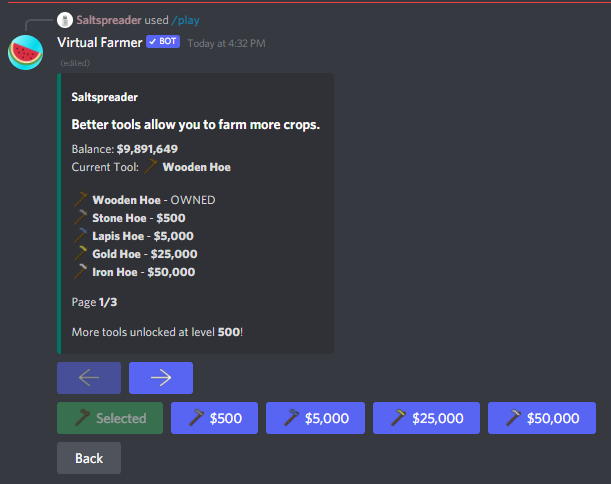 Saltspreader used /play
Virtual Farmer ✓ BOT Today at 4:32 PM
(edited)
Saltspreader
Better tools allow you to farm more crops.
Balance: $9,891,649
Current Tool: Wooden Hoe
Wooden Hoe - OWNED
Stone Hoe - $500
Lapis Hoe - $5,000
Gold Hoe - $25,000
Iron Hoe - $50,000
Page 1/3
More tools unlocked at level 500!
← →
Selected $500 $5,000 $25,000 $50,000
Back